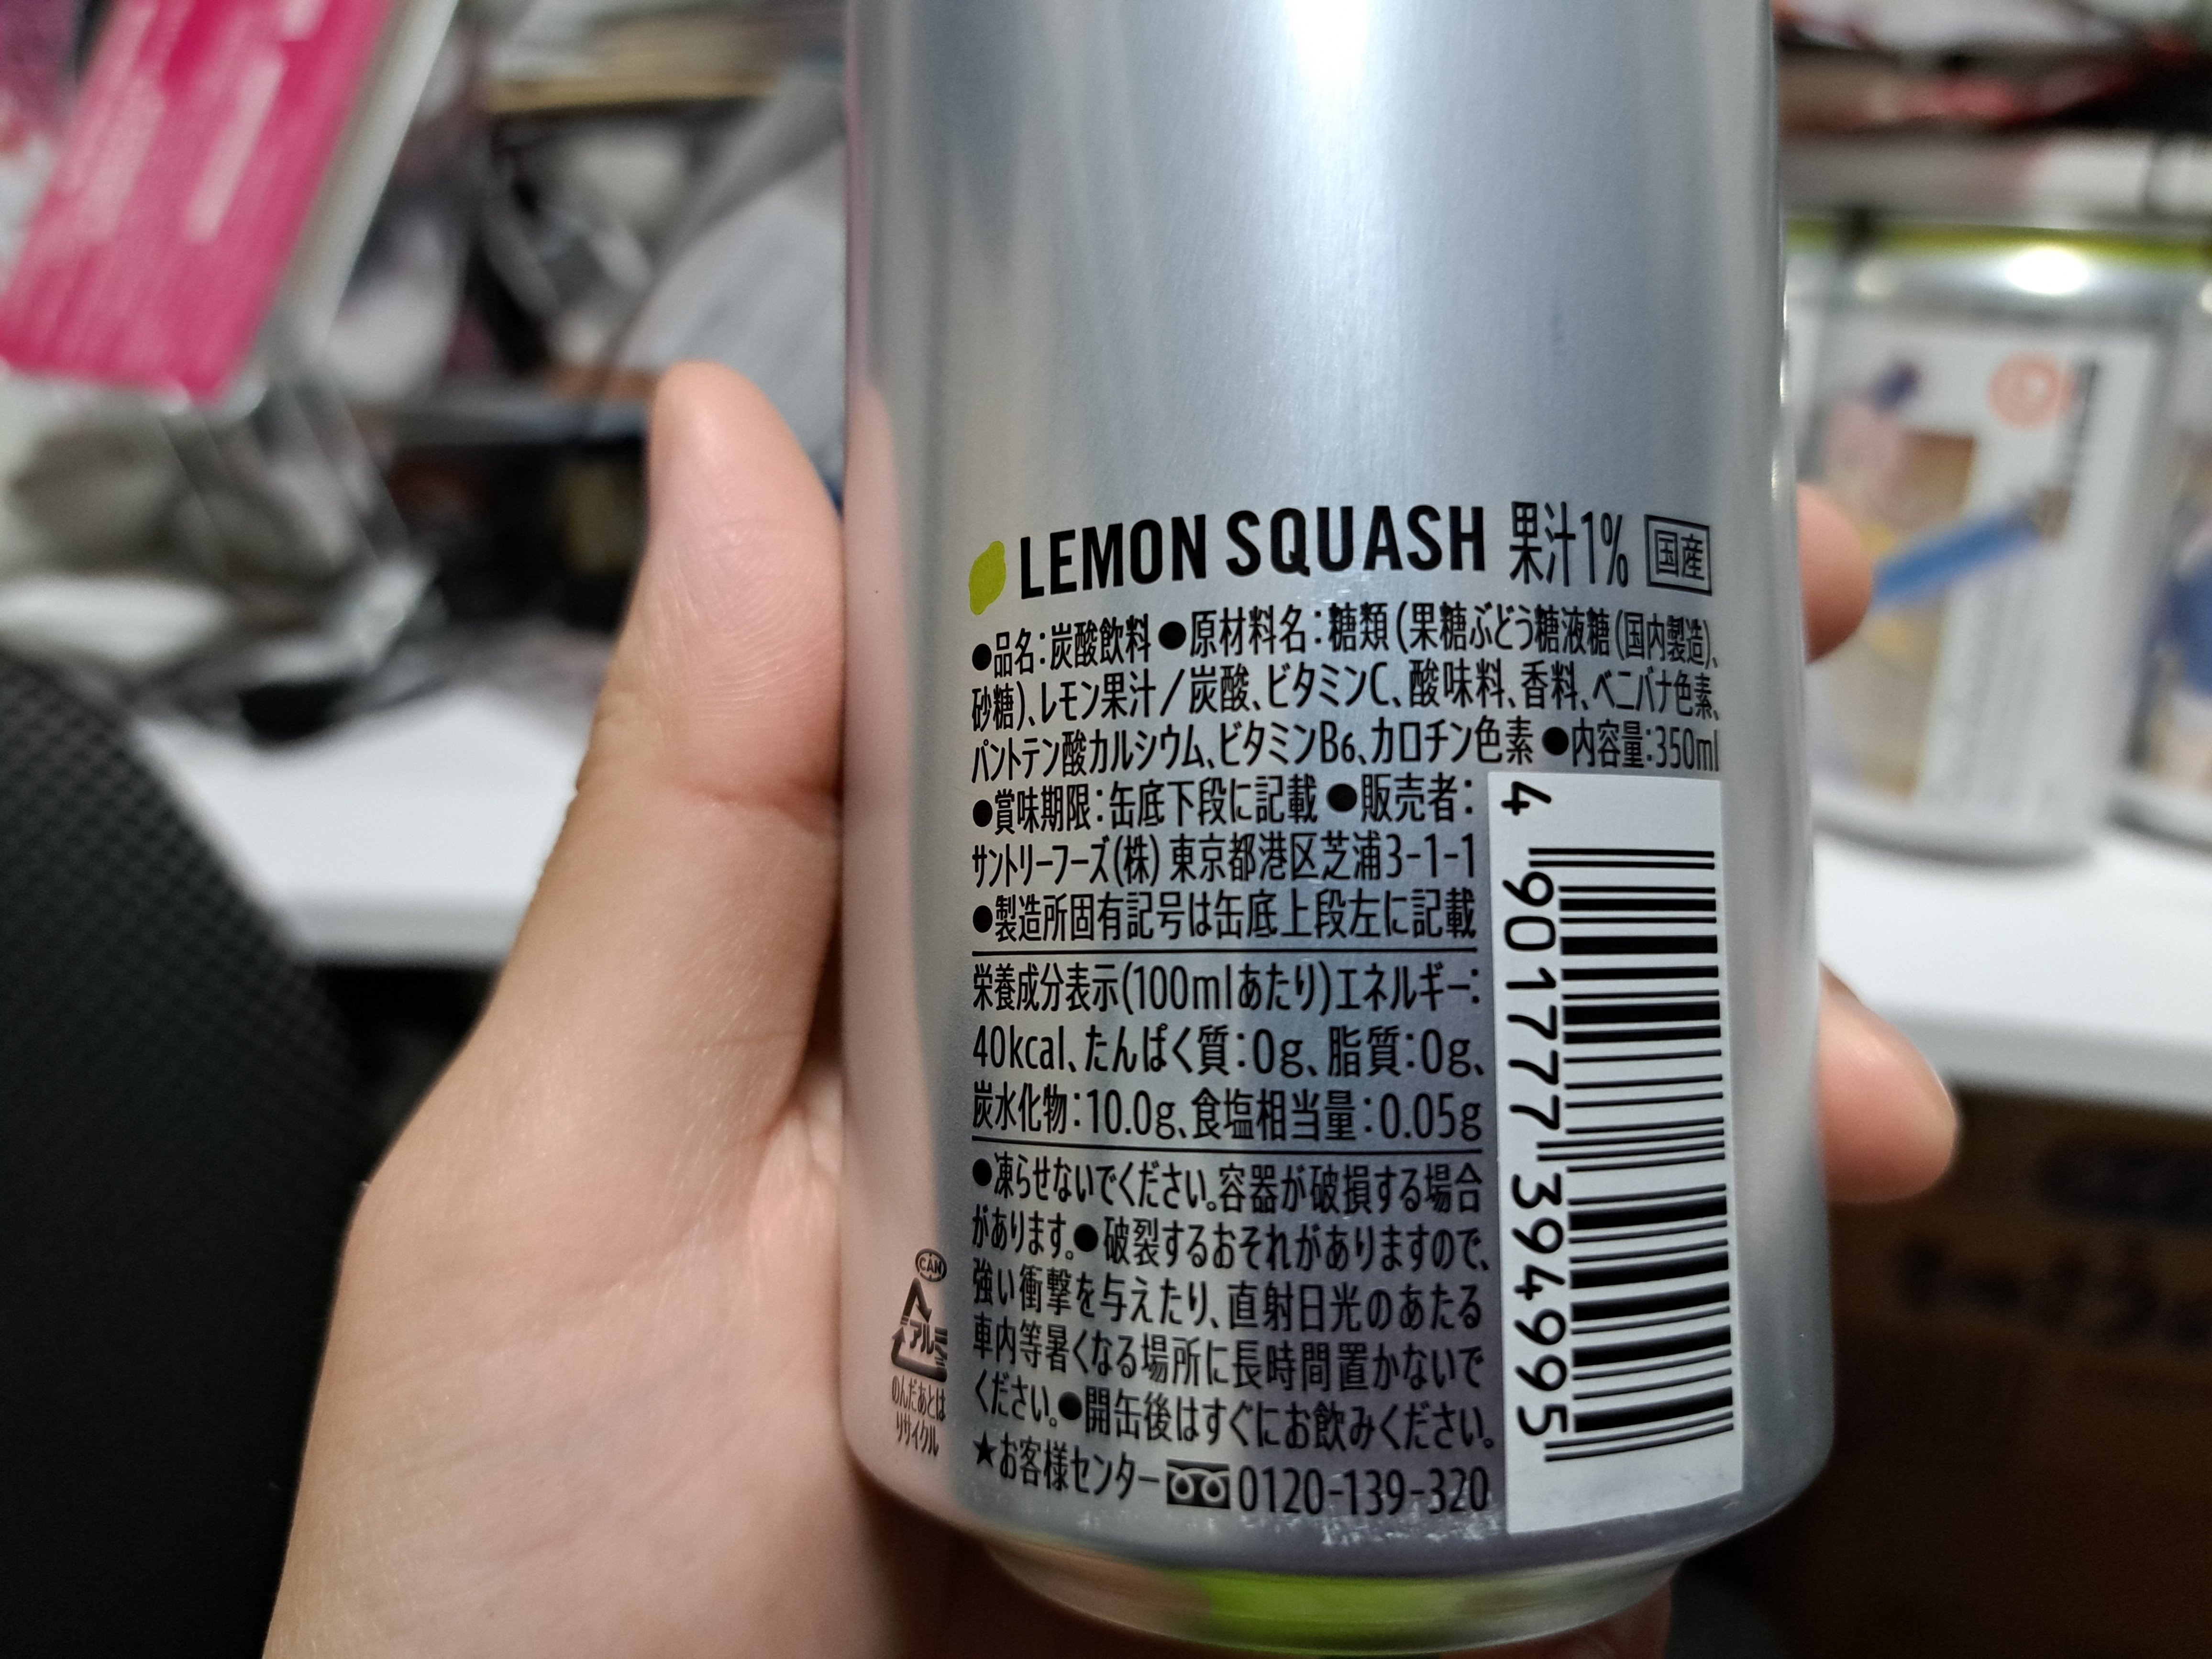 LEMON SQUASH 果汁1% 国産
●品名:炭酸飲料 ●原材料名:糖類(果糖ぶどう糖液糖(国内製造)、
砂糖)、レモン果汁/炭酸、ビタミンC、酸味料、香料、ベニバナ色素、
パントテン酸カルシウム、ビタミンB6、カロチン色素 ●内容量:350ml
●賞味期限:缶底下段に記載 ●販売者:
サントリーフーズ(株) 東京都港区芝浦3-1-1
●製造所固有記号は缶底上段左に記載
栄養成分表示(100mlあたり)エネルギー:
40kcal、たんぱく質:0g、脂質:0g、
炭水化物:10.0g、食塩相当量:0.05g
●凍らせないでください。容器が破損する場合
があります。●破裂するおそれがありますので、
強い衝撃を与えたり、直射日光のあたる
車内等暑くなる場所に長時間置かないで
ください。●開缶後はすぐにお飲みください。
★お客様センター 0120-139-320
CAN
アルミ
のんだあとは
リサイクル
4 901777 394995